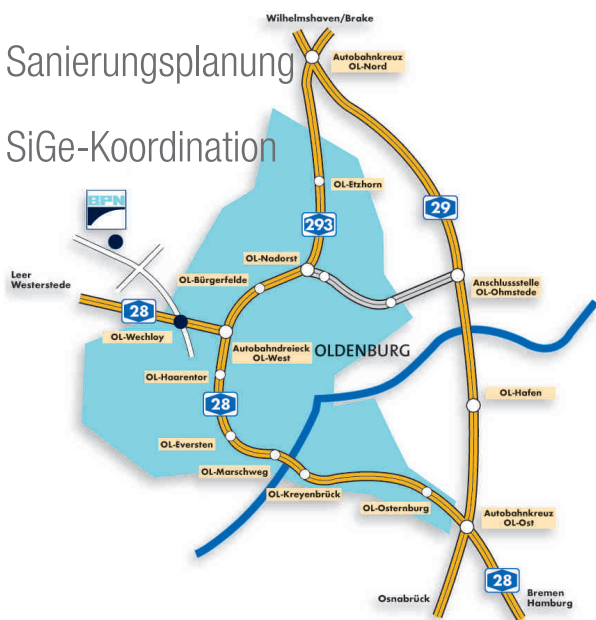 Wilhelmshaven/Brake
Sanierungsplanung
Autobahnkreuz
OL-Nord
SiGe-Koordination
OL-Etzhorn
BPN
29
293
OL-Nadorst
OL-Bürgerfelde
Leer
Westerstede
Anschlussstelle
OL-Ohmstede
28
OL-Wechloy
Autobahndreieck
OL-West
OLDENBURG
OL-Haarentor
28
OL-Hafen
OL-Eversten
OL-Marschweg
OL-Kreyenbrück
OL-Osternburg
Autobahnkreuz
OL-Ost
28
Osnabrück
Bremen
Hamburg